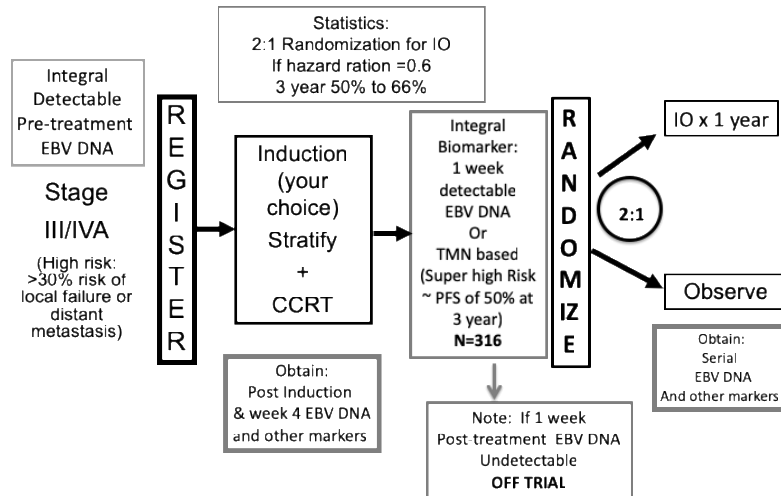 Statistics:
2:1 Randomization for IO
If hazard ration =0.6
3 year 50% to 66%
Integral
Detectable
Pre-treatment
EBV DNA
Stage
III/IVA
(High risk:
>30% risk of
local failure or
distant
metastasis)
R
E
G
I
S
T
E
R
Induction
(your
choice)
Stratify
+
CCRT
Obtain:
Post Induction
& week 4 EBV DNA
and other markers
Integral
Biomarker:
1 week
detectable
EBV DNA
Or
TMN based
(Super high Risk
~ PFS of 50% at
3 year)
N=316
Note: If 1 week
Post-treatment EBV DNA
Undetectable
OFF TRIAL
R
A
N
D
O
M
IZ
E
IO x 1 year
2:1
Observe
Obtain:
Serial
EBV DNA
And other markers